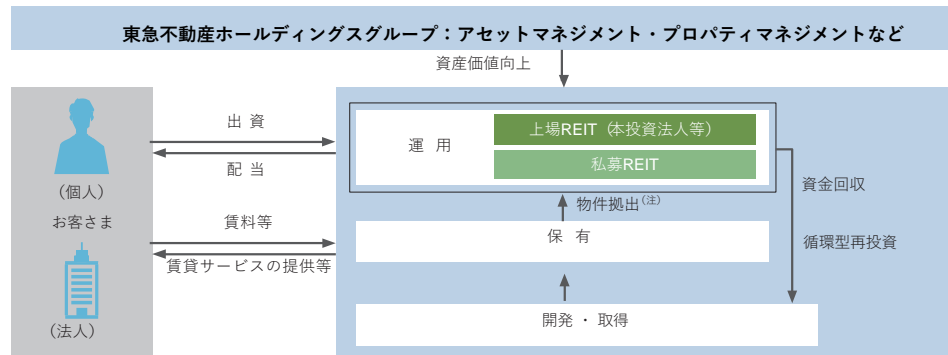 東急不動産ホールディングスグループ：アセットマネジメント・プロパティマネジメントなど
資産価値向上
出 資
配 当
(個人)
お客さま
賃料等
賃貸サービスの提供等
(法人)
運 用
上場REIT（本投資法人等）
私募REIT
物件拠出(注)
保 有
開発 ・ 取得
資金回収
循環型再投資